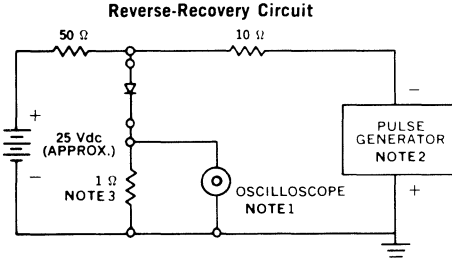 Reverse-Recovery Circuit
50 Ω
10 Ω
+
25 Vdc
(APPROX.)
−
1 Ω
NOTE 3
OSCILLOSCOPE
NOTE 1
−
PULSE
GENERATOR
NOTE 2
+